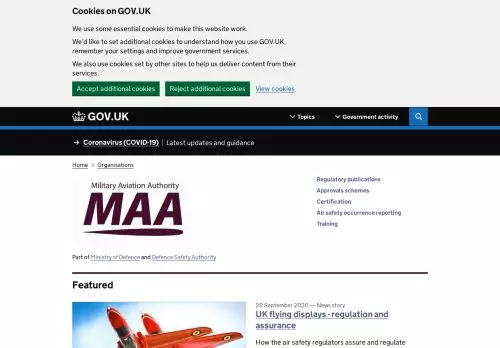 Cookies on GOV.UK
We use some essential cookies to make this website work.
We'd like to set additional cookies to understand how you use GOV.UK,
remember your settings and improve government services.
We also use cookies set by other sites to help us deliver content from their
services.
Accept additional cookies
Reject additional cookies
View cookies
GOV.UK
Topics
Government activity
→ Coronavirus (COVID-19) | Latest updates and guidance
Home > Organisations
Military Aviation Authority
MAA
Regulatory publications
Approvals schemes
Certification
Air safety occurrence reporting
Training
Part of Ministry of Defence and Defence Safety Authority
Featured
28 September 2020 — News story
UK flying displays - regulation and
assurance
How the air safety regulators assure and regulate